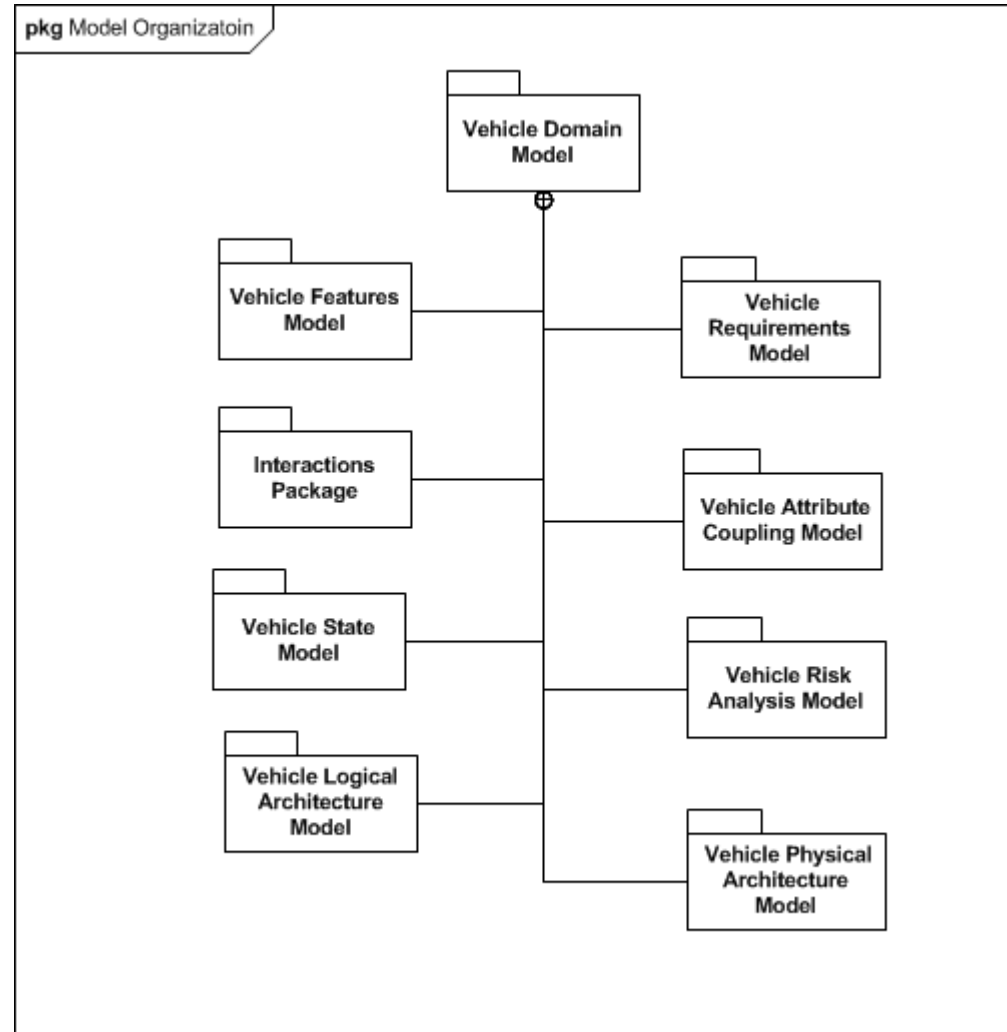 pkg Model Organizatoin
Vehicle Domain
Model
Vehicle Features
Model
Vehicle
Requirements
Model
Interactions
Package
Vehicle Attribute
Coupling Model
Vehicle State
Model
Vehicle Risk
Analysis Model
Vehicle Logical
Architecture
Model
Vehicle Physical
Architecture
Model